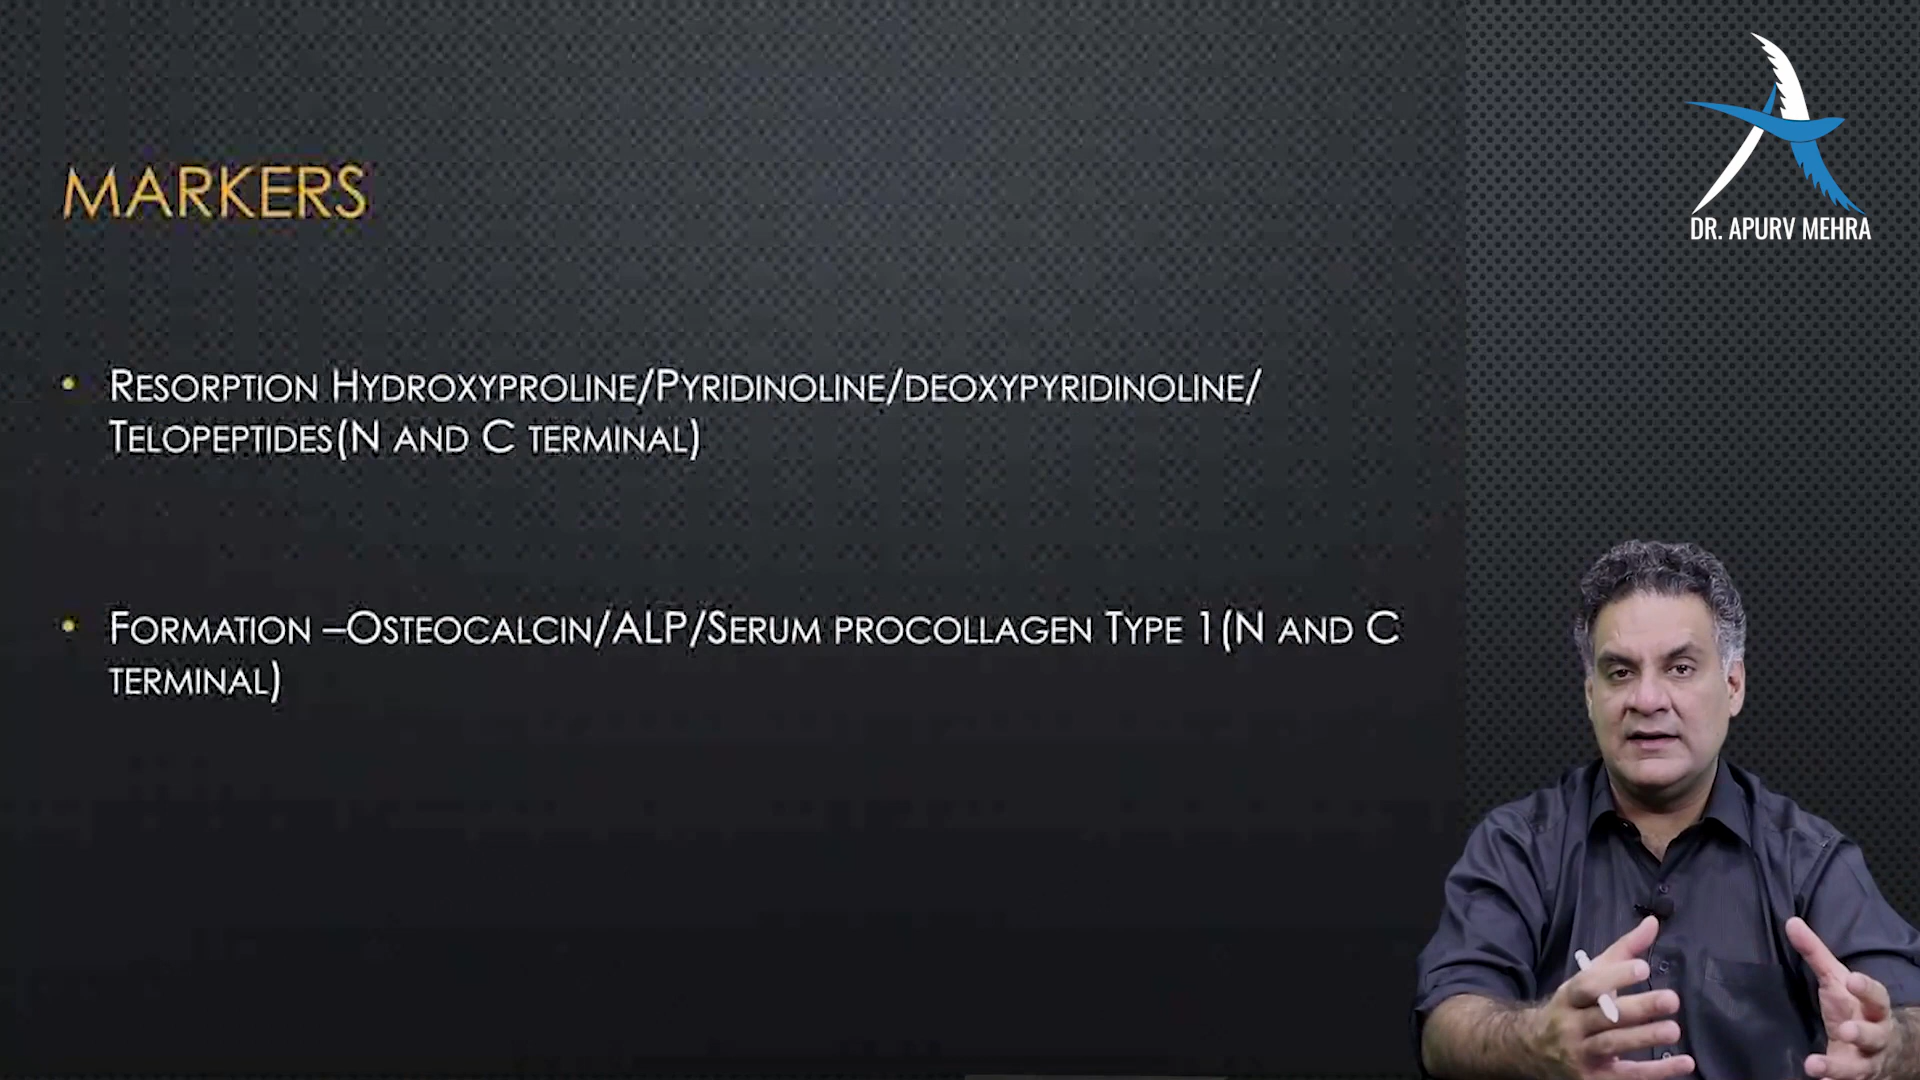 MARKERS
RESORPTION HYDROXYPROLINE/PYRIDINOLINE/DEOXYPYRIDINOLINE/
TELOPEPTIDES(N AND C TERMINAL)
FORMATION –OSTEOCALCIN/ALP/SERUM PROCOLLAGEN TYPE 1(N AND C
TERMINAL)
DR. APURV MEHRA